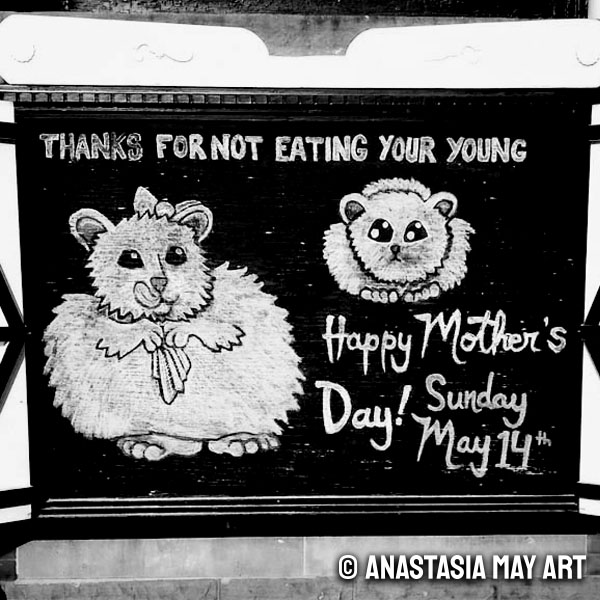 THANKS FOR NOT EATING YOUR YOUNG
Happy Mother's
Day! Sunday
May 14th
© ANASTASIA MAY ART